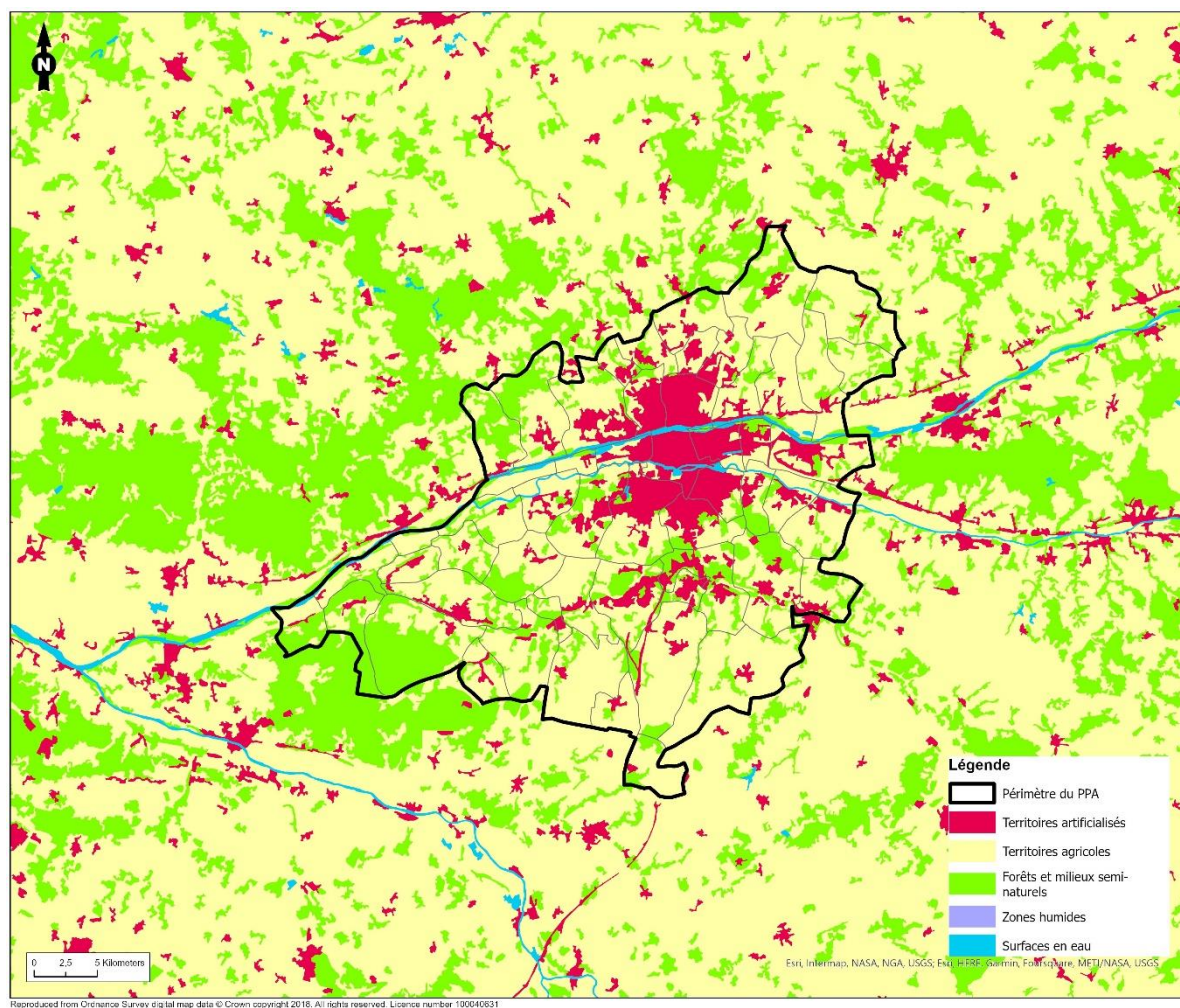 N
Légende
Périmètre du PPA
Territoires artificialisés
Territoires agricoles
Forêts et milieux semi-
naturels
Zones humides
Surfaces en eau
0 2,5 5 Kilometers
Esri, Intermap, NASA, NGA, USGS; Esri, HERE, Garmin, Foursquare, METI/NASA, USGS
Reproduced from Ordnance Survey digital map data © Crown copyright 2018. All rights reserved. Licence number 100040631